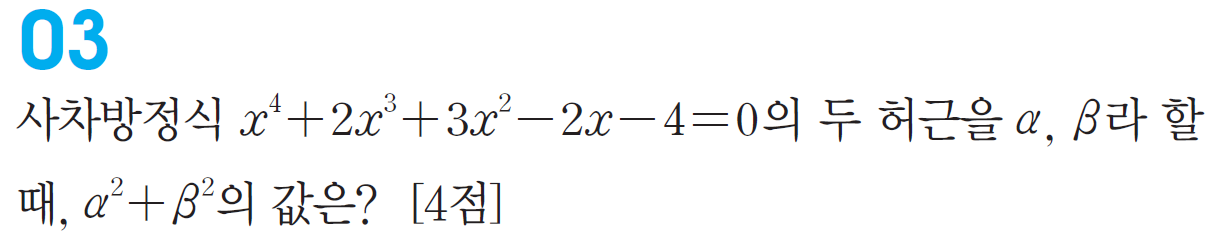 03
사차방정식 x⁴+2x³+3x²-2x-4=0의 두 허근을 α, β라 할
때, α²+β²의 값은? [4점]